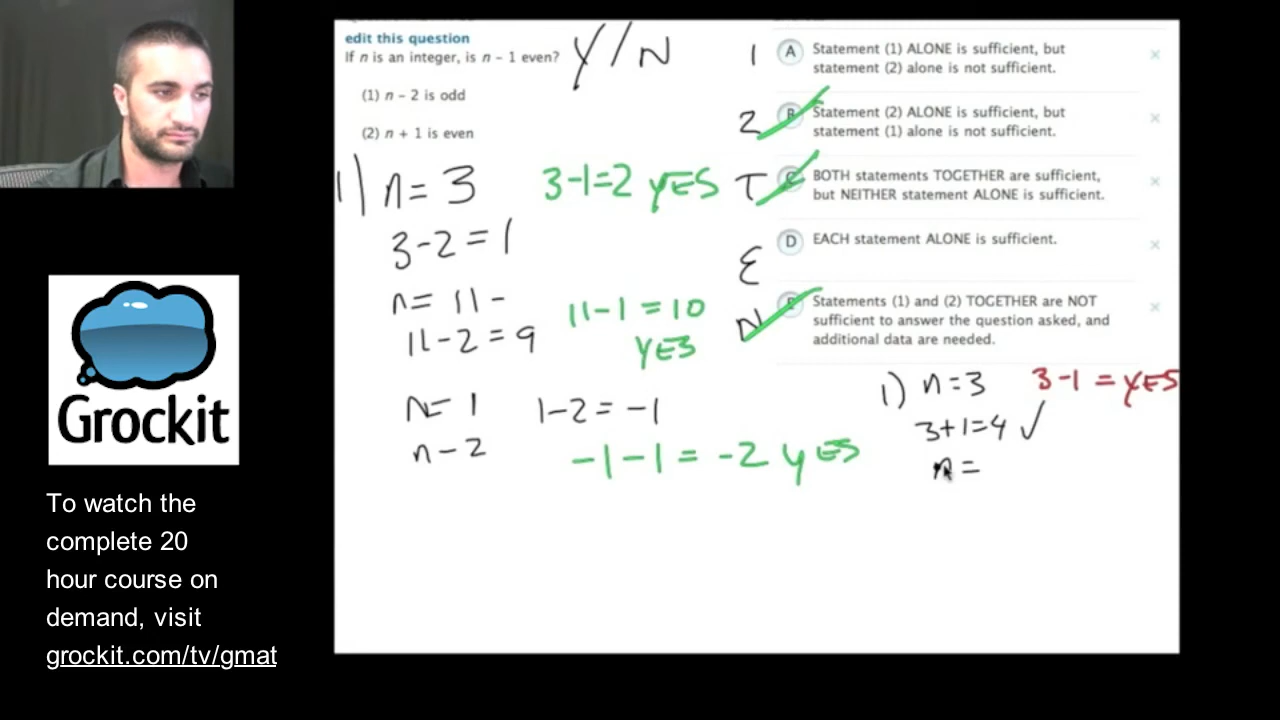 edit this question
If n is an integer, is n - 1 even?
Y/N
(1) n - 2 is odd
(2) n + 1 is even
1) n = 3
3-1=2 YES
3-2=1
n= 11-
11-1=10
YES
11-2=9
N=1
1-2=-1
n-2
-1-1=-2 YES
1
A
Statement (1) ALONE is sufficient, but
statement (2) alone is not sufficient.
2
B
Statement (2) ALONE is sufficient, but
statement (1) alone is not sufficient.
T
C
BOTH statements TOGETHER are sufficient,
but NEITHER statement ALONE is sufficient.
E
D
EACH statement ALONE is sufficient.
N
E
Statements (1) and (2) TOGETHER are NOT
sufficient to answer the question asked, and
additional data are needed.
1) n=3
3-1=YES
3+1=4 ✓
n=
Grockit
To watch the
complete 20
hour course on
demand, visit
grockit.com/tv/gmat